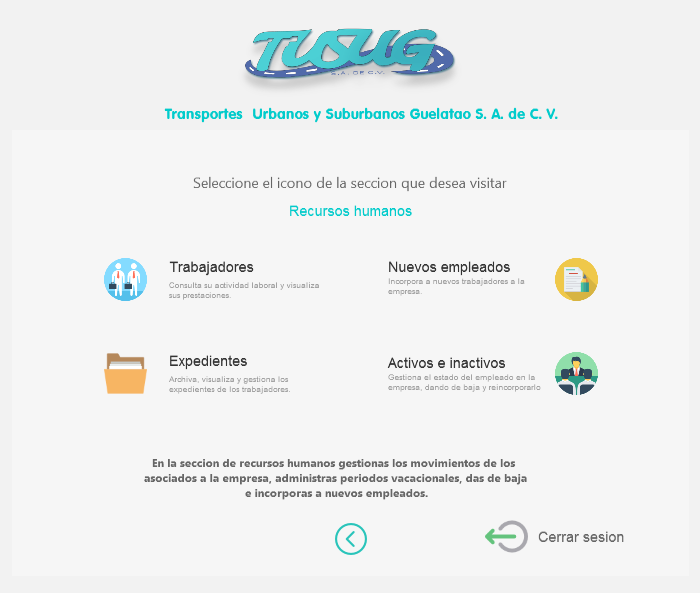 TUSUG
S.A. DE C.V.
Transportes Urbanos y Suburbanos Guelatao S. A. de C. V.
Seleccione el icono de la seccion que desea visitar
Recursos humanos
Trabajadores
Consulta su actividad laboral y visualiza
sus prestaciones.
Nuevos empleados
Incorpora a nuevos trabajadores a la
empresa.
Expedientes
Archiva, visualiza y gestiona los
expedientes de los trabajadores.
Activos e inactivos
Gestiona el estado del empleado en la
empresa, dando de baja y reincorporarlo
En la seccion de recursos humanos gestionas los movimientos de los
asociados a la empresa, administras periodos vacacionales, das de baja
e incorporas a nuevos empleados.
Cerrar sesion